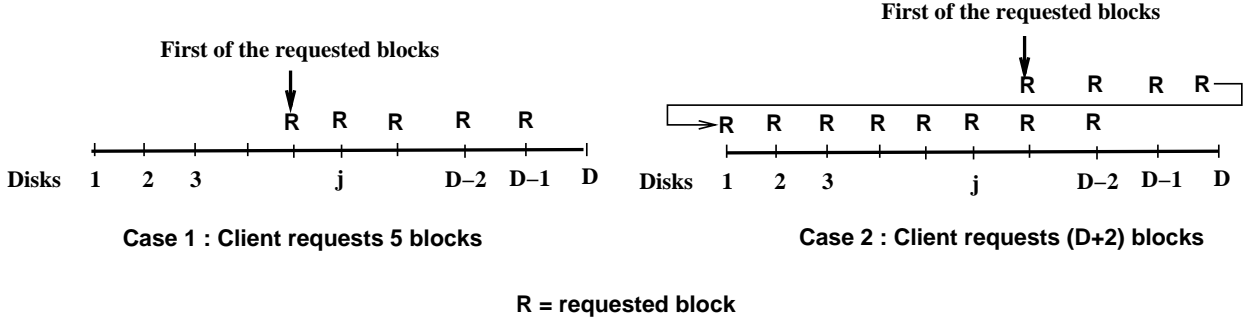 First of the requested blocks
R R R R R
Disks 1 2 3 j D−2 D−1 D
Case 1 : Client requests 5 blocks
First of the requested blocks
R R R R
R R R R R R R R
Disks 1 2 3 j D−2 D−1 D
Case 2 : Client requests (D+2) blocks
R = requested block